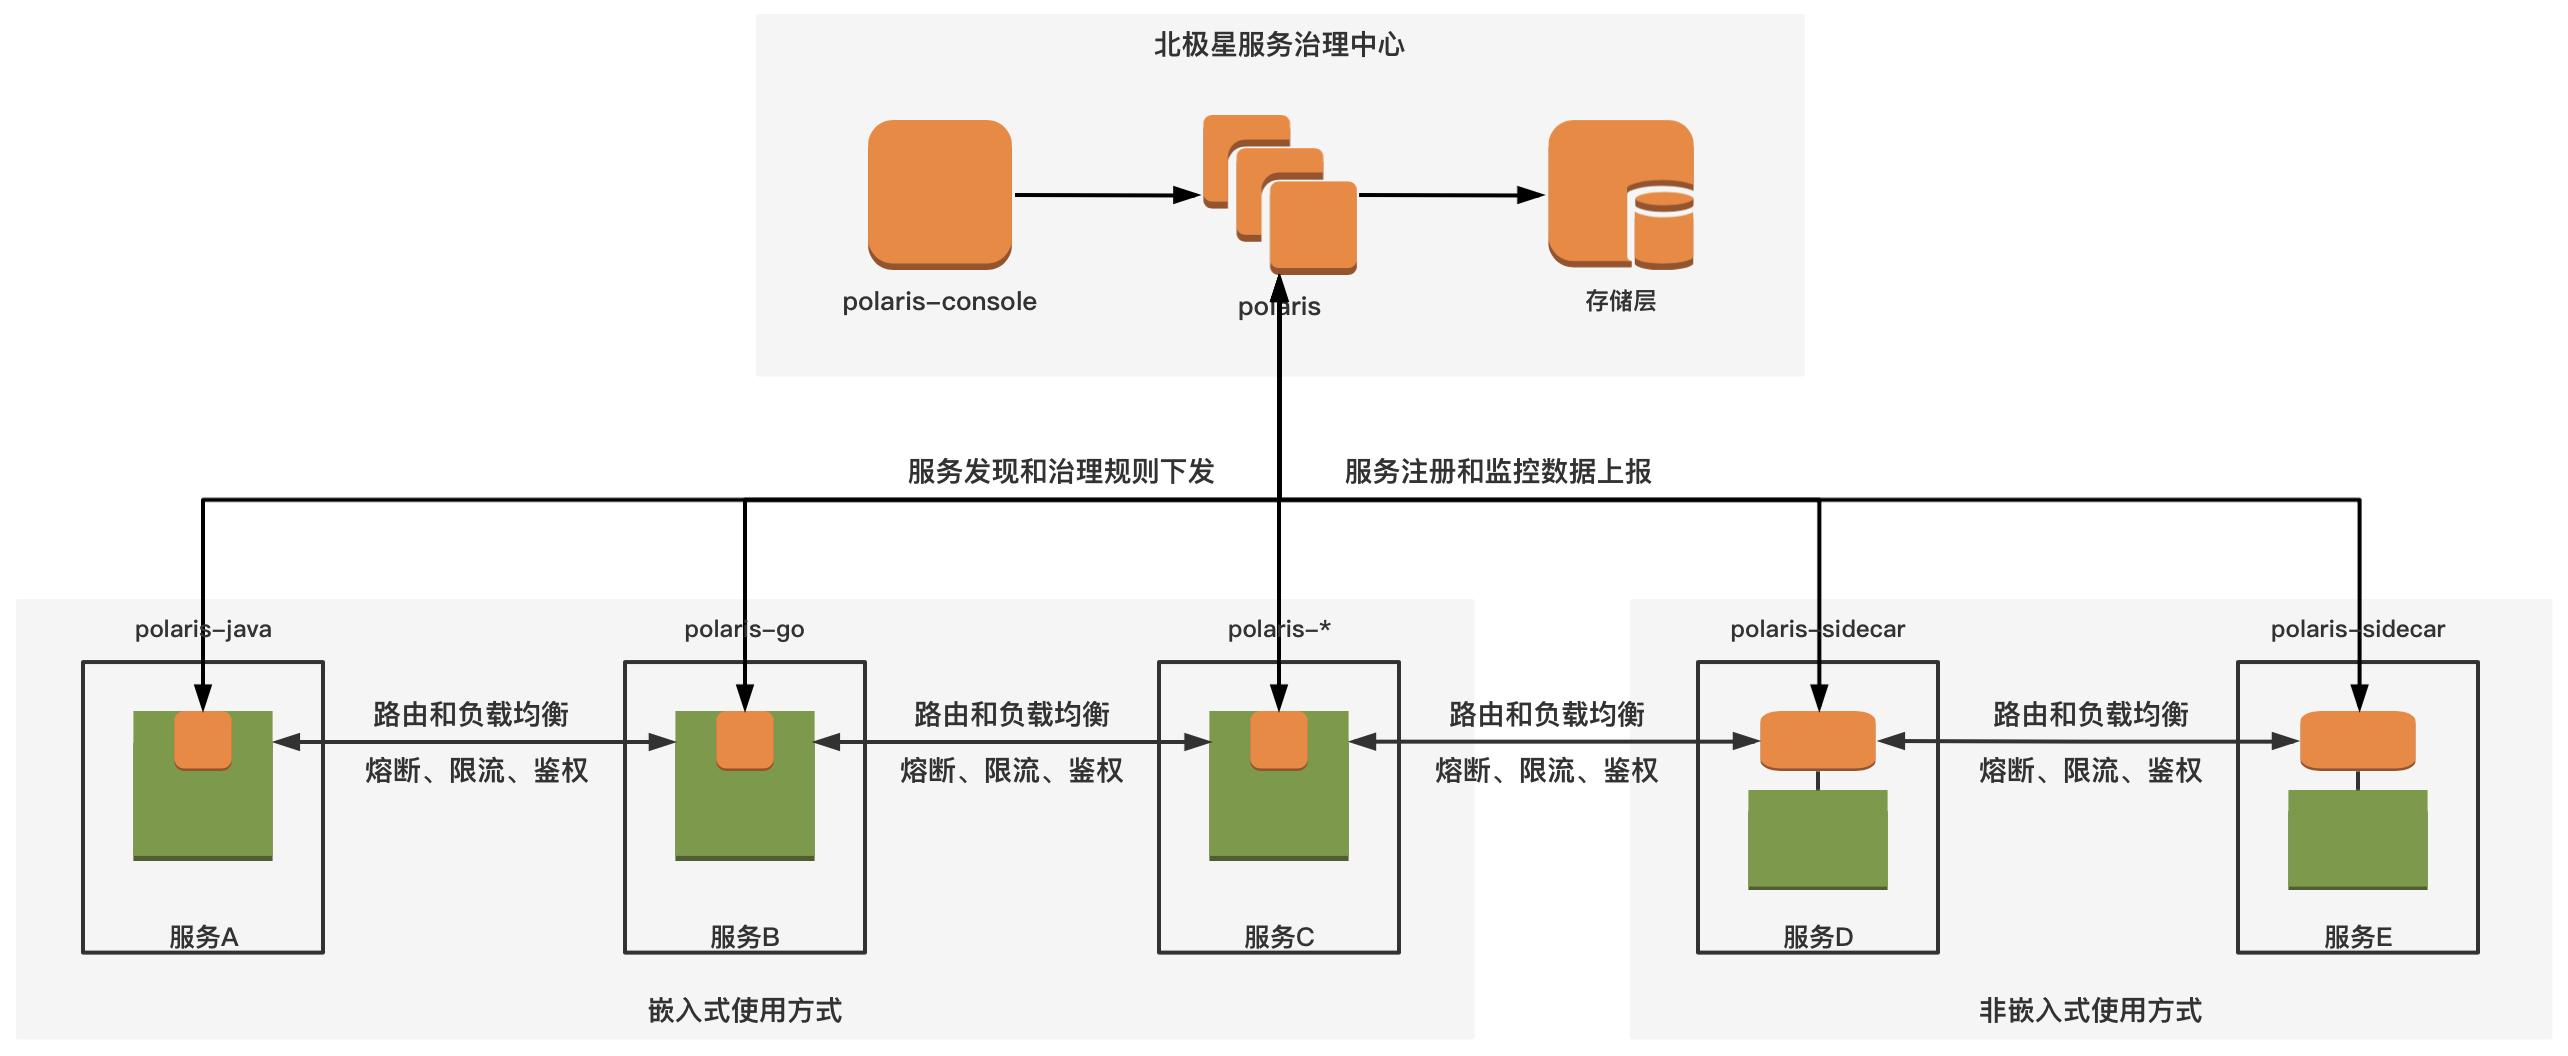 北极星服务治理中心
polaris-console
polaris
存储层
服务发现和治理规则下发
服务注册和监控数据上报
polaris-java
polaris-go
polaris-*
polaris-sidecar
polaris-sidecar
路由和负载均衡
路由和负载均衡
路由和负载均衡
路由和负载均衡
熔断、限流、鉴权
熔断、限流、鉴权
熔断、限流、鉴权
熔断、限流、鉴权
服务A
服务B
服务C
服务D
服务E
嵌入式使用方式
非嵌入式使用方式